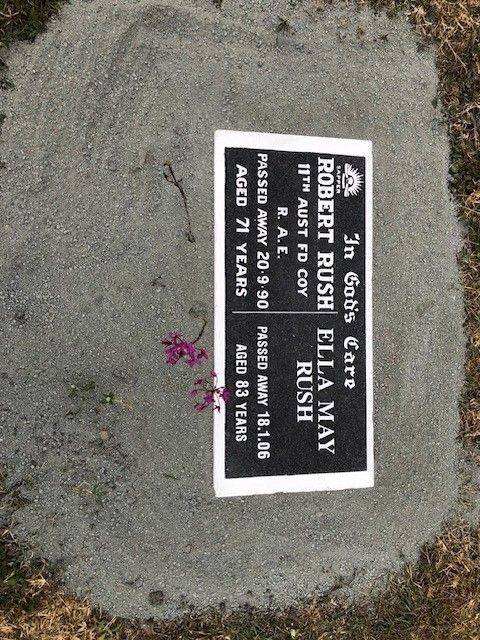 In God's Care
SAPPER
ROBERT RUSH
11TH AUST FD COY
R. A. E.
PASSED AWAY 20·9·90
AGED 71 YEARS
ELLA MAY
RUSH
PASSED AWAY 18.1.06
AGED 83 YEARS